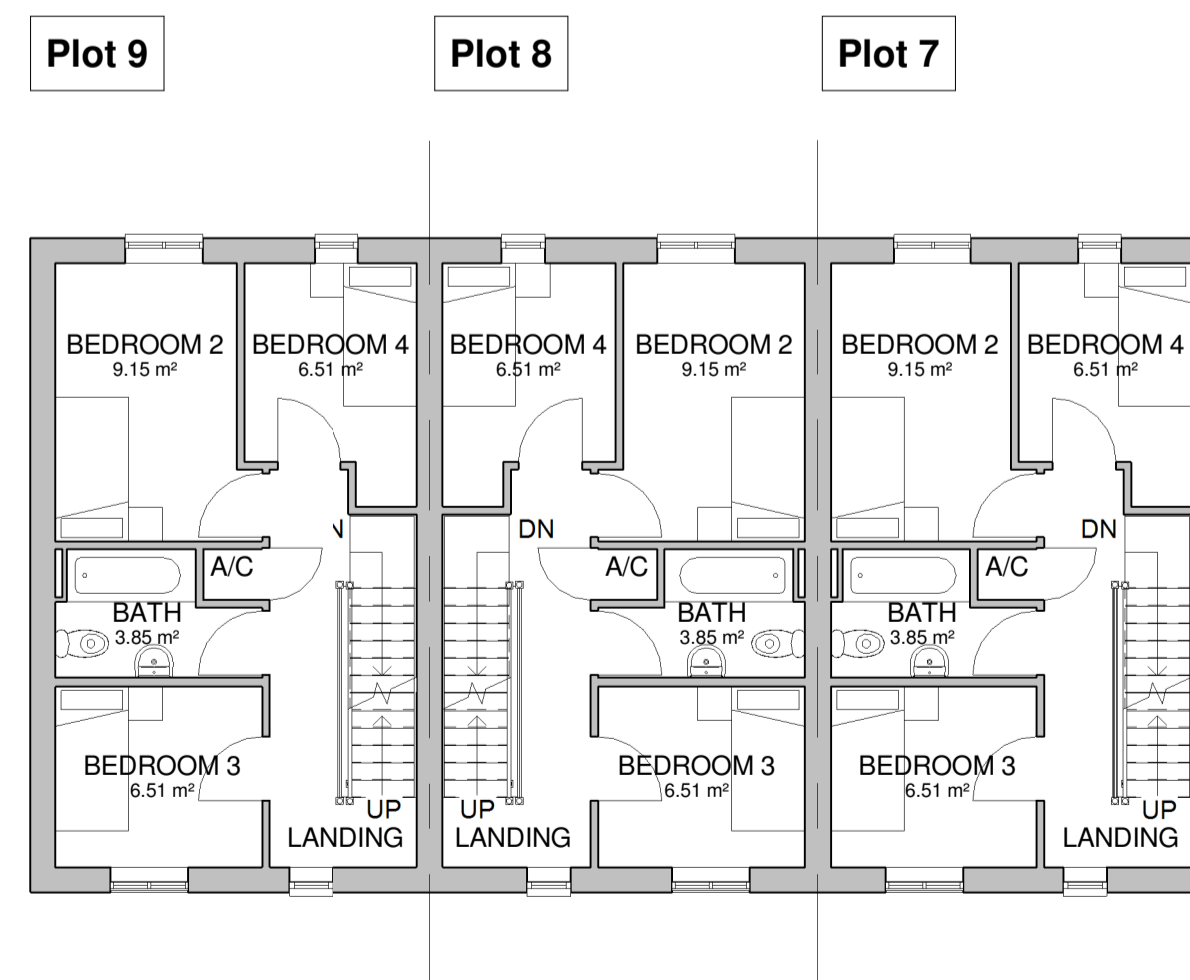 Plot 9
Plot 8
Plot 7
BEDROOM 2
9.15 m²
BEDROOM 4
6.51 m²
BEDROOM 4
6.51 m²
BEDROOM 2
9.15 m²
BEDROOM 2
9.15 m²
BEDROOM 4
6.51 m²
DN
DN
A/C
A/C
A/C
BATH
3.85 m²
BATH
3.85 m²
BATH
3.85 m²
BEDROOM 3
6.51 m²
BEDROOM 3
6.51 m²
BEDROOM 3
6.51 m²
UP
LANDING
UP
LANDING
UP
LANDING